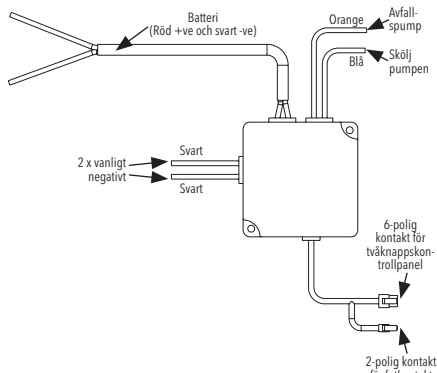 Batteri
(Röd +ve och svart -ve)
Orange
Avfall-
spump
Blå
Skölj
pumpen
2 x vanligt
negativt
Svart
Svart
6-polig
kontakt för
tvåknappskon-
trollpanel
2-polig kontakt